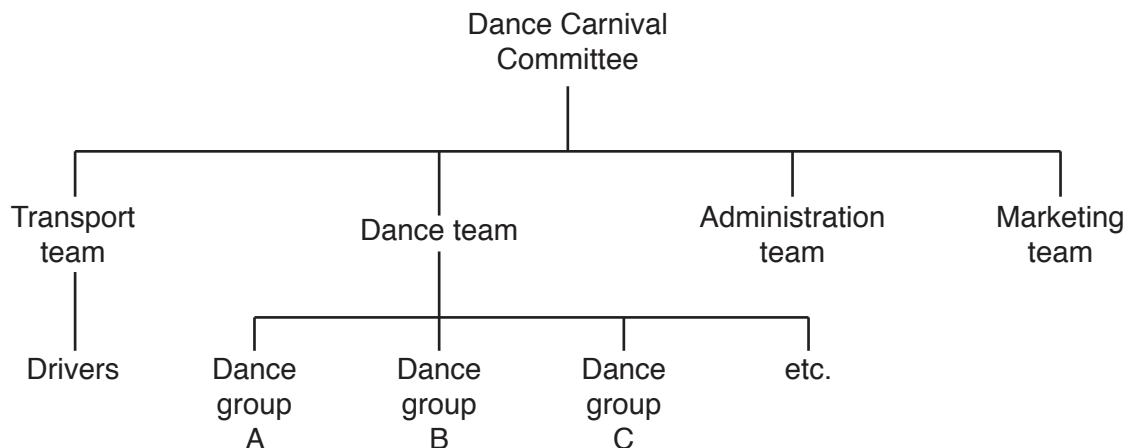 Dance Carnival
Committee
Transport
team
Dance team
Administration
team
Marketing
team
Drivers
Dance
group
A
Dance
group
B
Dance
group
C
etc.